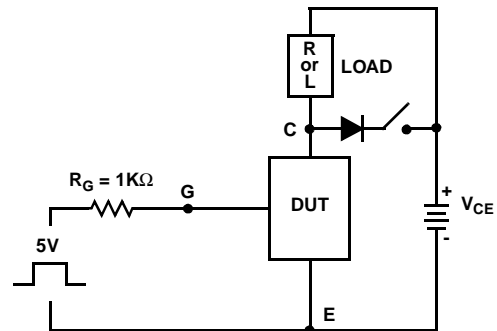 R
or
L
LOAD
C
R_G = 1KΩ
G
DUT
5V
+
V_CE
-
E